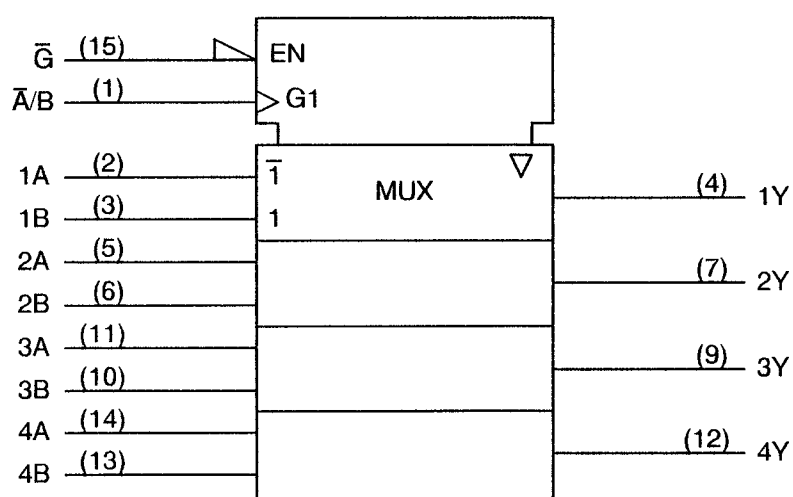 G̅ (15) EN
A̅/B (1) G1
1A (2) 1̅
MUX
(4) 1Y
1B (3) 1
2A (5)
(7) 2Y
2B (6)
3A (11)
(9) 3Y
3B (10)
4A (14)
(12) 4Y
4B (13)